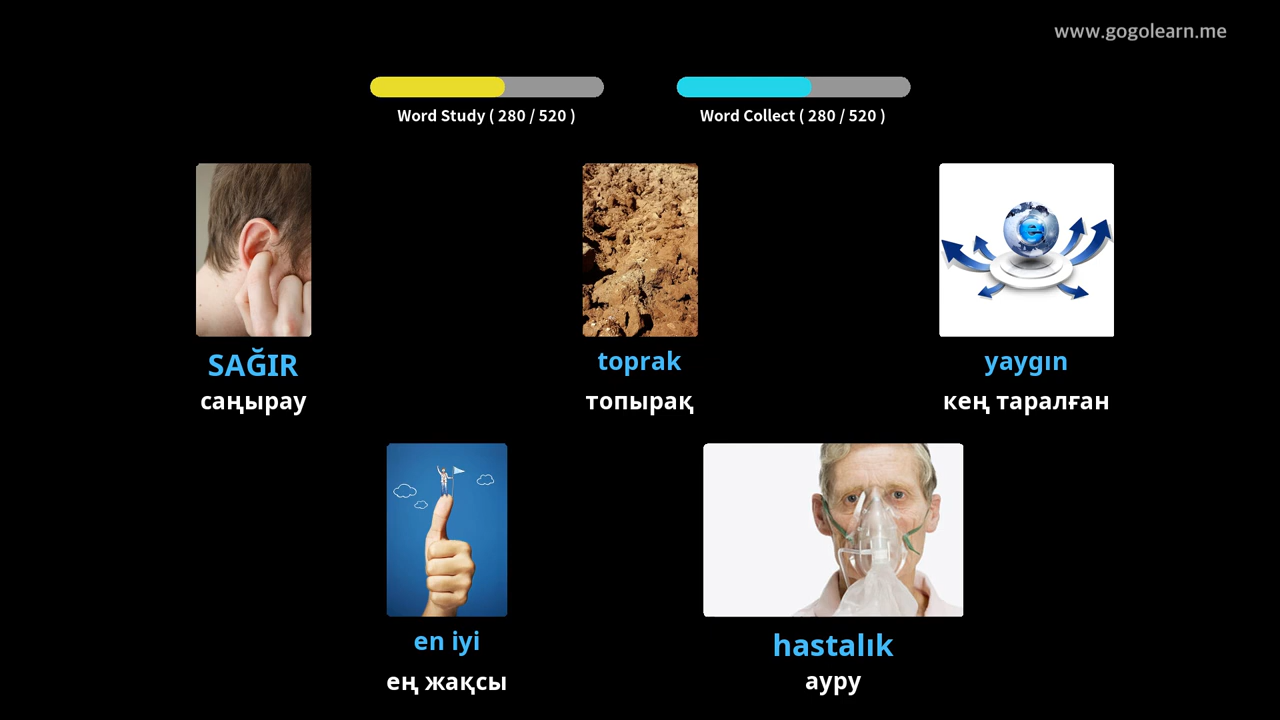 www.gogolearn.me
Word Study ( 280 / 520 )
Word Collect ( 280 / 520 )
SAĞIR
саңырау
toprak
топырақ
e
yaygın
кең таралған
en iyi
ең жақсы
hastalık
ауру